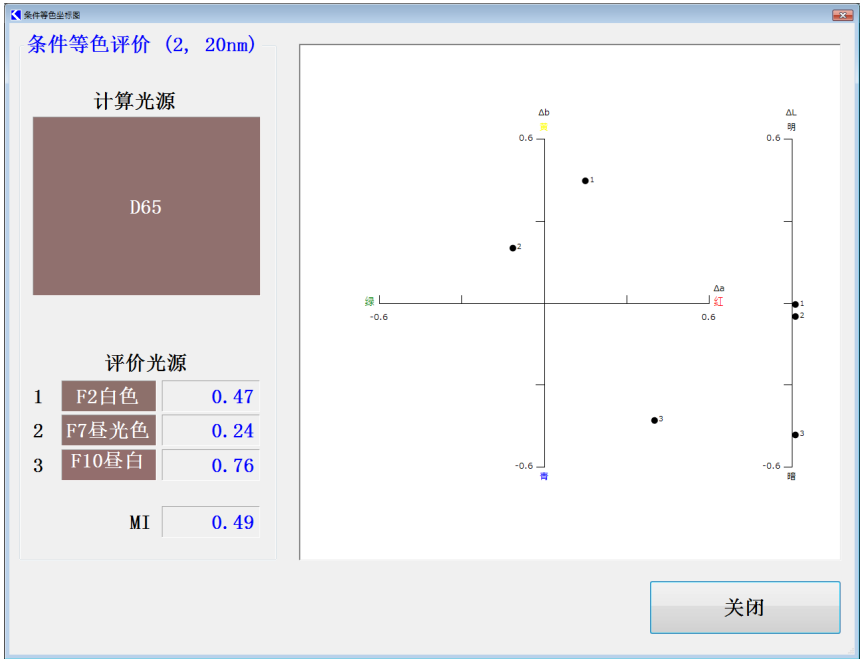 条件等色坐标图
条件等色评价 (2, 20nm)
计算光源
D65
评价光源
1 F2白色 0.47
2 F7昼光色 0.24
3 F10昼白 0.76
MI 0.49
Δb
黄
0.6
1
2
绿
-0.6
Δa
红
0.6
3
-0.6
青
ΔL
明
0.6
1
2
3
-0.6
暗
关闭